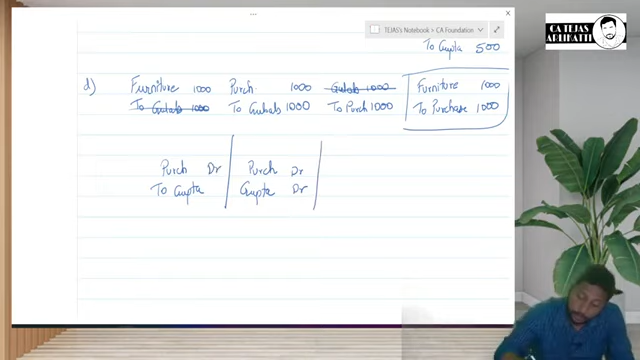 TEJAS's Notebook > CA Foundation
CA TEJAS
ARLIKATTI
To Gupta 500
d) Furniture 1000 Purch. 1000 Gulab 1000 Furniture 1000
To Gulab 1000 To Gulab 1000 To Purch 1000 To Purchase 1000
Purch Dr Purch Dr
To Gupta Gupta Dr